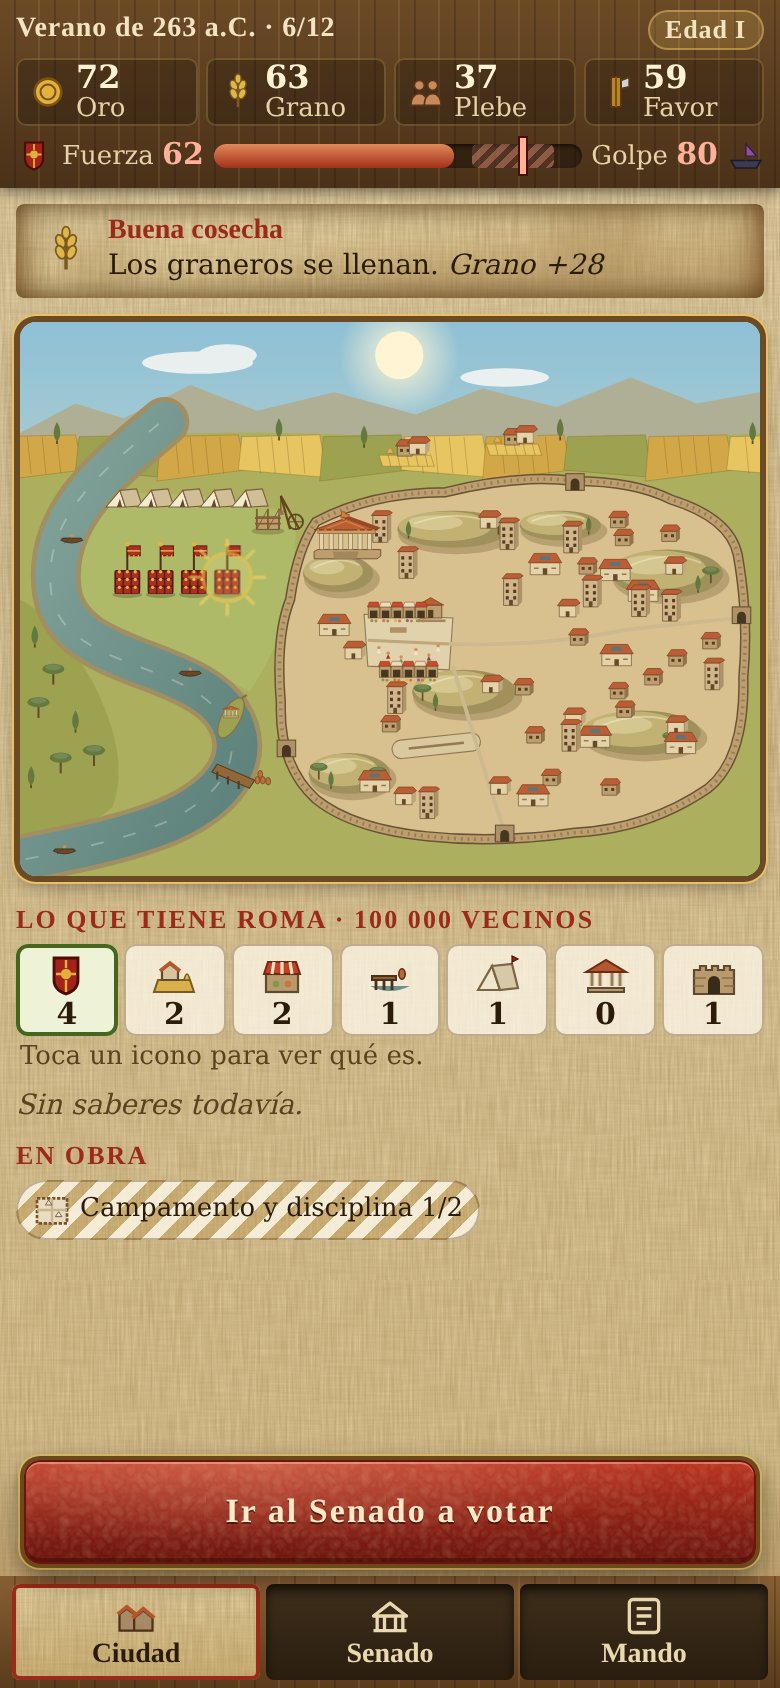 Verano de 263 a.C. · 6/12
Edad I
72
Oro
63
Grano
37
Plebe
59
Favor
Fuerza 62
Golpe 80
Buena cosecha
Los graneros se llenan. Grano +28
LO QUE TIENE ROMA · 100 000 VECINOS
4
2
2
1
1
0
1
Toca un icono para ver qué es.
Sin saberes todavía.
EN OBRA
Campamento y disciplina 1/2
Ir al Senado a votar
Ciudad
Senado
Mando